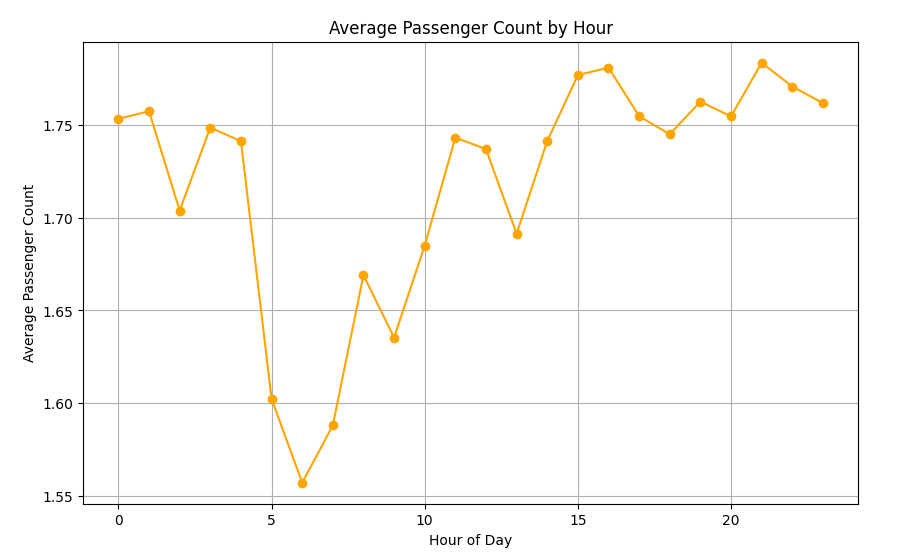 Average Passenger Count by Hour
Average Passenger Count
1.75
1.70
1.65
1.60
1.55
0 5 10 15 20
Hour of Day